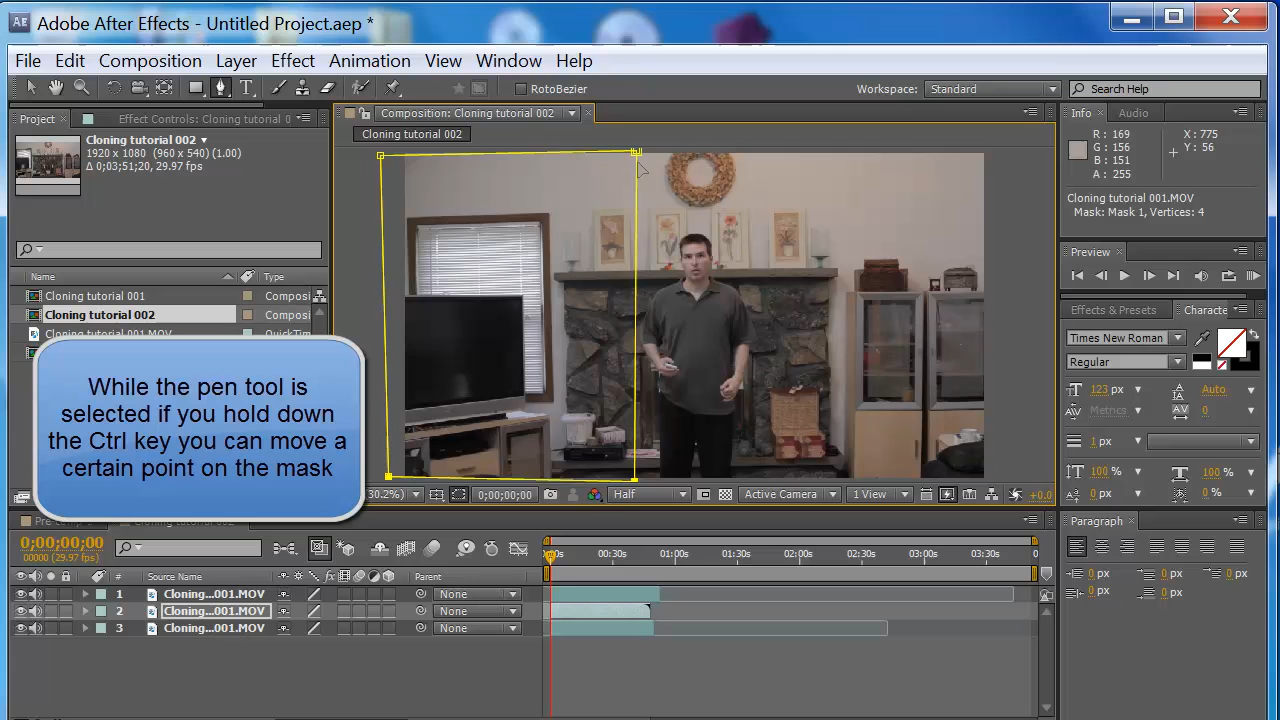 Adobe After Effects - Untitled Project.aep *
File Edit Composition Layer Effect Animation View Window Help
RotoBezier
Workspace: Standard
Search Help
Project
Effect Controls: Cloning tutorial 0
Cloning tutorial 002
1920 x 1080 (960 x 540) (1.00)
Δ 0;03;51;20, 29.97 fps
Name Type
Cloning tutorial 001 Composi
Cloning tutorial 002 Composi
Cloning tutorial 001.MOV QuickTim
Composition: Cloning tutorial 002
Cloning tutorial 002
While the pen tool is
selected if you hold down
the Ctrl key you can move a
certain point on the mask
30.2%) 0;00;00;00 Half Active Camera 1 View +0.0
Info Audio
R: 169 X: 775
G: 156 Y: 56
B: 151
A: 255
Cloning tutorial 001.MOV
Mask: Mask 1, Vertices: 4
Preview
Effects & Presets Characte
Times New Roman
Regular
123 px Auto
Metrics 0
1 px
100 % 100 %
0 px 0 %
Paragraph
0 px 0 px 0 px
0 px 0 px
0;00;00;00
00000 (29.97 fps)
# Source Name Parent
1 Cloning...001.MOV None
2 Cloning...001.MOV None
3 Cloning...001.MOV None
00:30s 01:00s 01:30s 02:00s 02:30s 03:00s 03:30s